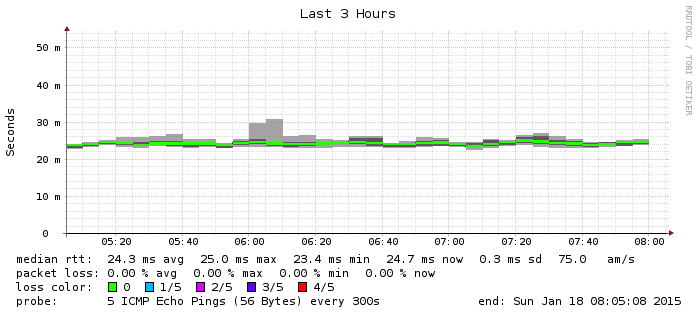 Last 3 Hours
RRDTOOL / TOBI OETIKER
Seconds
50 m
40 m
30 m
20 m
10 m
0
05:20 05:40 06:00 06:20 06:40 07:00 07:20 07:40 08:00
median rtt: 24.3 ms avg 25.0 ms max 23.4 ms min 24.7 ms now 0.3 ms sd 75.0 am/s
packet loss: 0.00 % avg 0.00 % max 0.00 % min 0.00 % now
loss color: 0 1/5 2/5 3/5 4/5
probe: 5 ICMP Echo Pings (56 Bytes) every 300s end: Sun Jan 18 08:05:08 2015